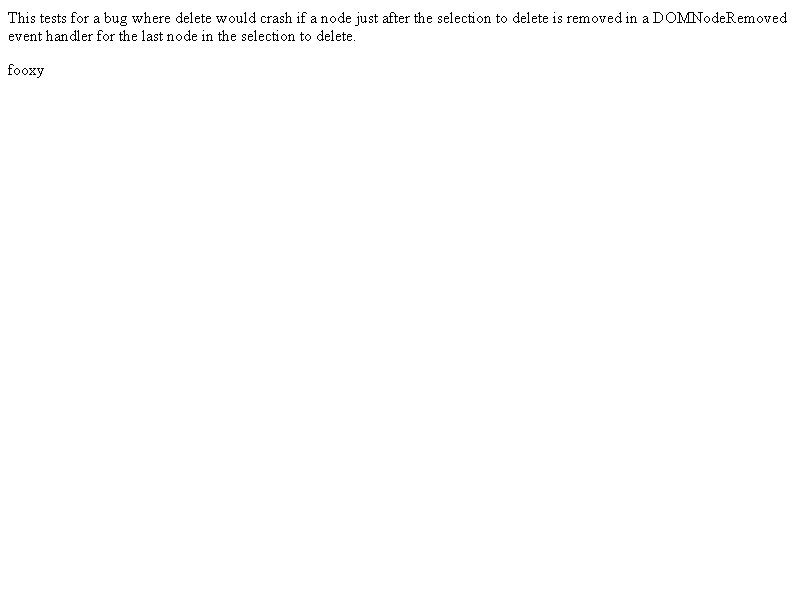 This tests for a bug where delete would crash if a node just after the selection to delete is removed in a DOMNodeRemoved
event handler for the last node in the selection to delete.
fooxy